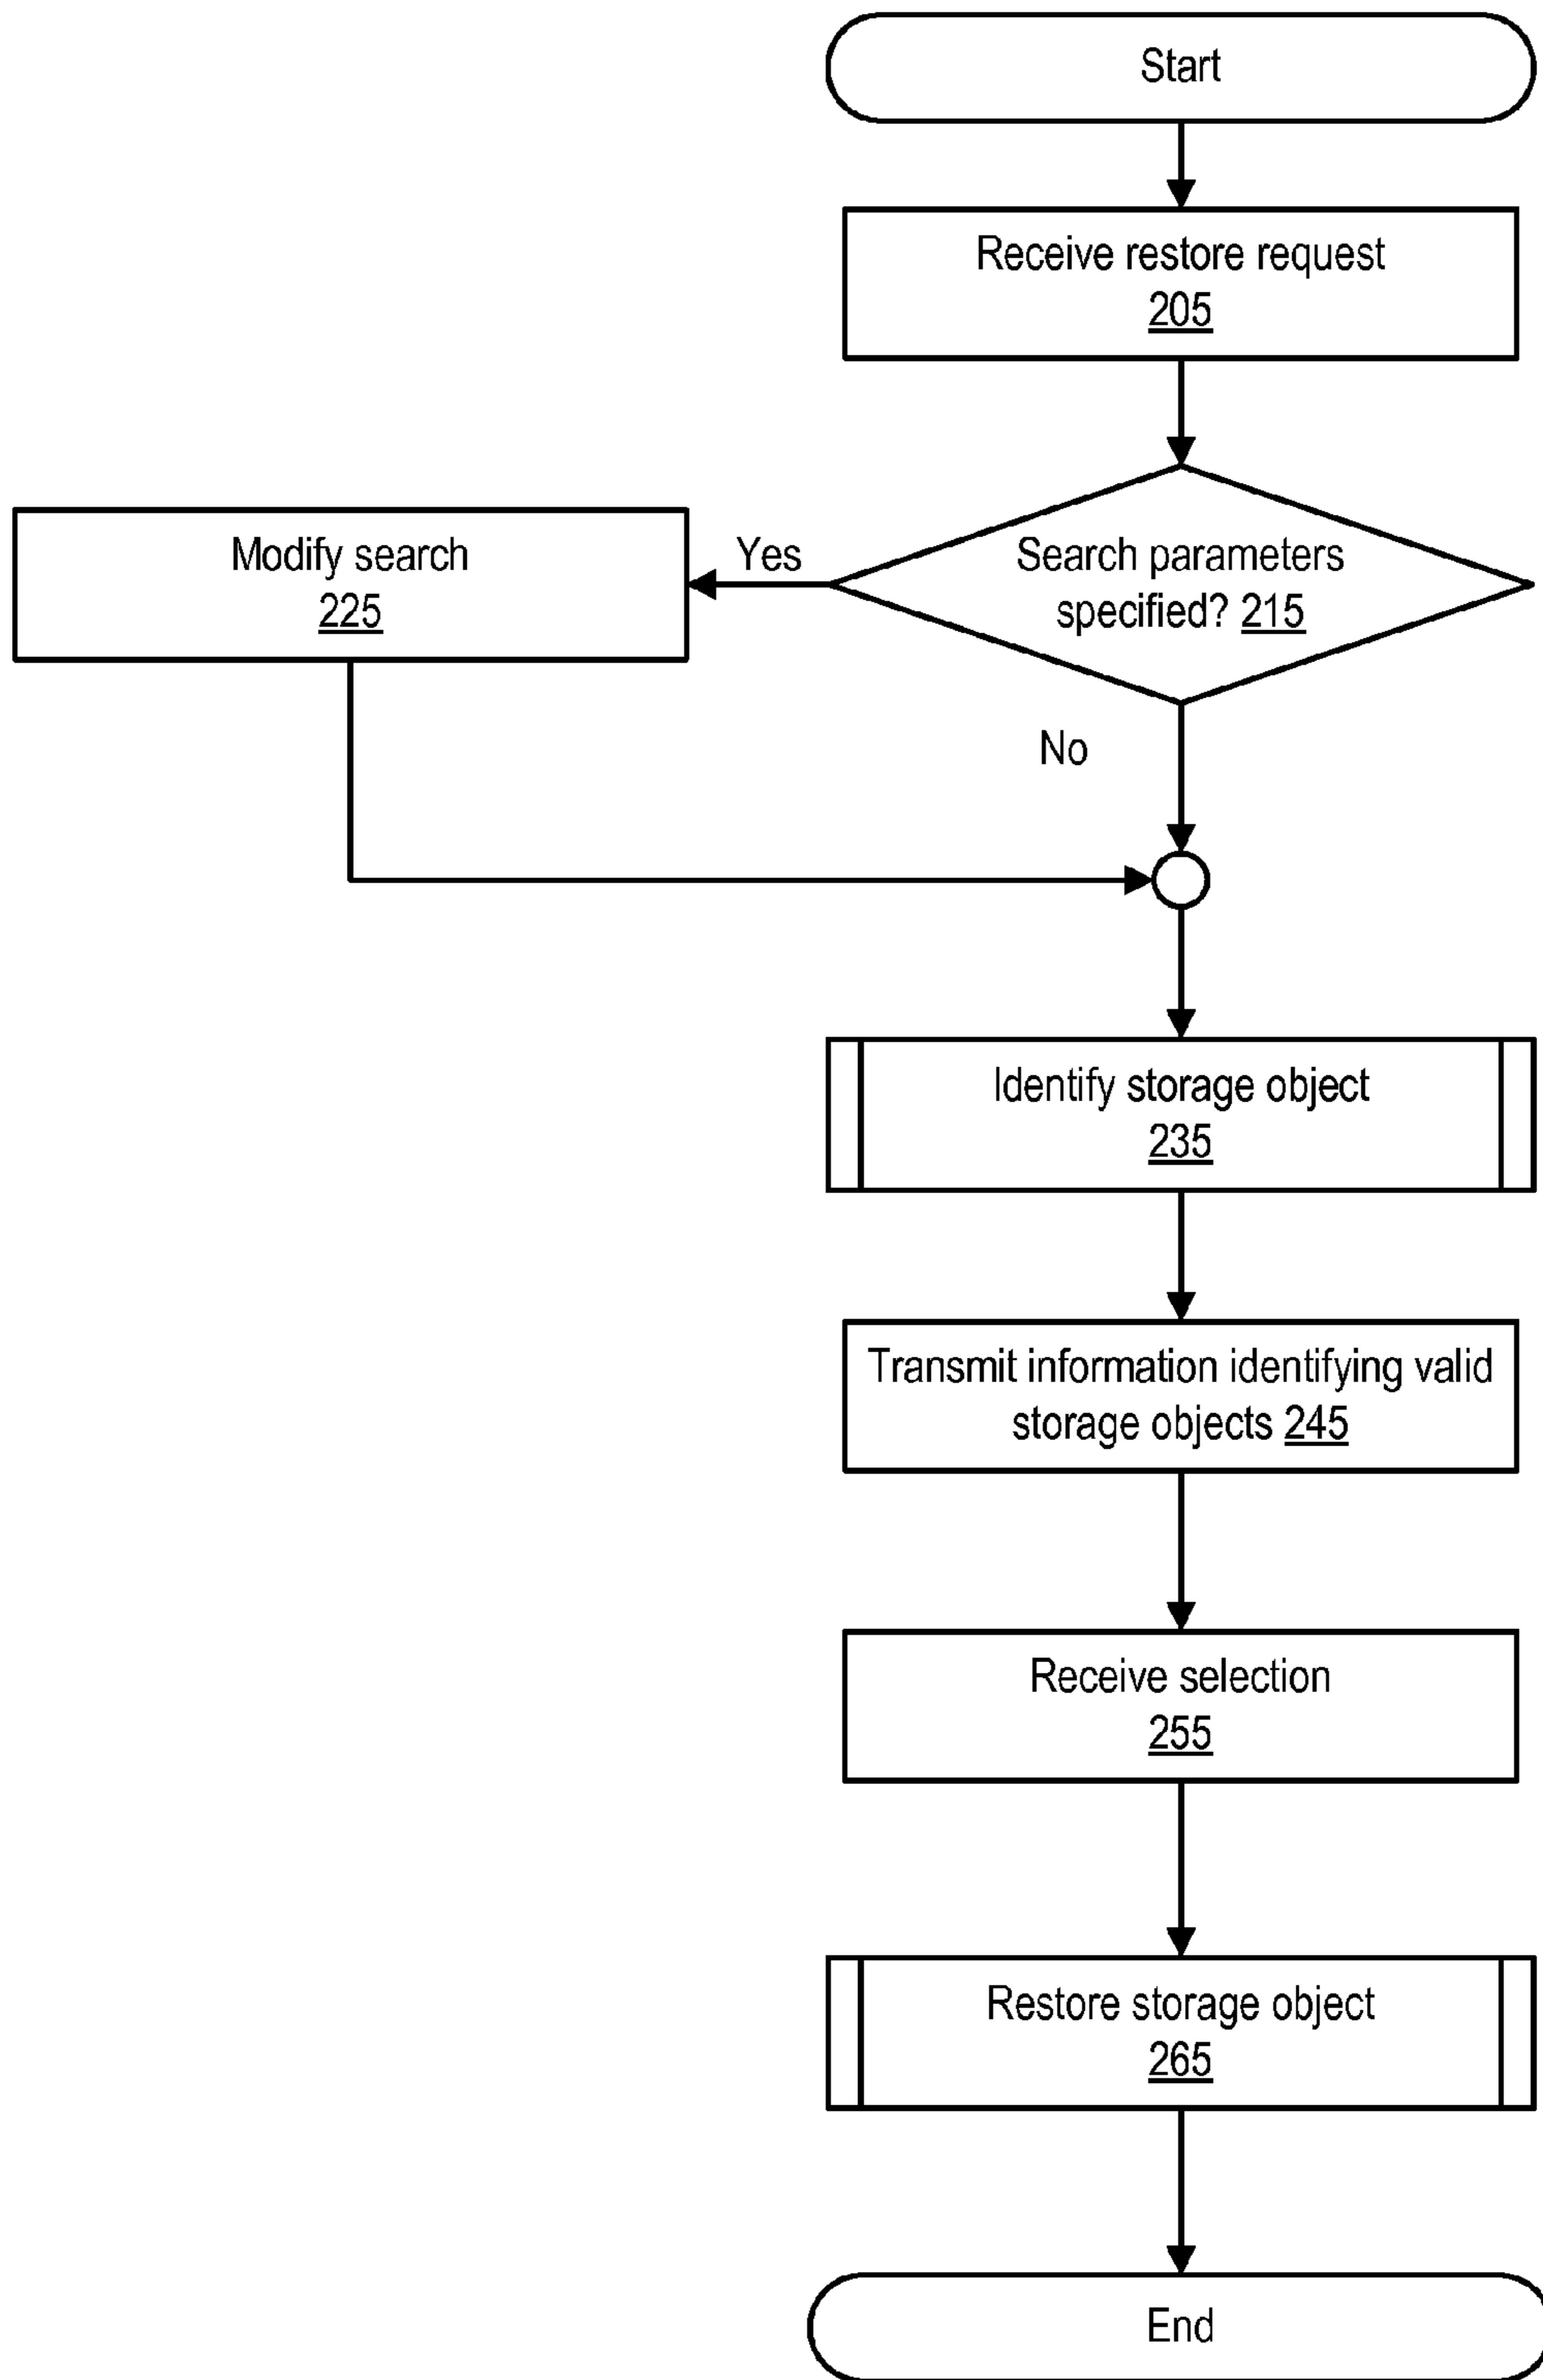 Start
Receive restore request
205
Search parameters
specified? 215
Yes
Modify search
225
No
Identify storage object
235
Transmit information identifying valid
storage objects 245
Receive selection
255
Restore storage object
265
End